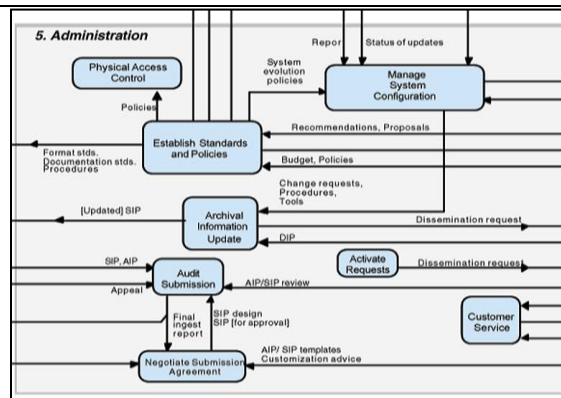 5. Administration
Repor
Status of updates
Physical Access
Control
System
evolution
policies
Manage
System
Configuration
Policies
Establish Standards
and Policies
Recommendations, Proposals
Format stds.
Documentation stds.
Procedures
Budget, Policies
Change requests,
Procedures,
Tools
[Updated] SIP
Archival
Information
Update
Dissemination request
DIP
SIP, AIP
Audit
Submission
Activate
Requests
Dissemination request
Appeal
AIP/SIP review
Final
ingest
report
SIP design
SIP [for approval]
Customer
Service
Negotiate Submission
Agreement
AIP/ SIP templates
Customization advice